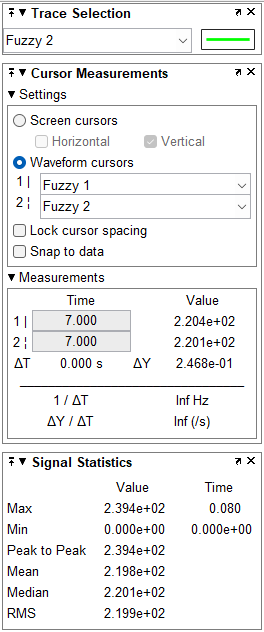 Trace Selection
Fuzzy 2
Cursor Measurements
Settings
Screen cursors
Horizontal Vertical
Waveform cursors
1 | Fuzzy 1
2 ¦ Fuzzy 2
Lock cursor spacing
Snap to data
Measurements
Time Value
1 | 7.000 2.204e+02
2 ¦ 7.000 2.201e+02
ΔT 0.000 s ΔY 2.468e-01
1 / ΔT Inf Hz
ΔY / ΔT Inf (/s)
Signal Statistics
Value Time
Max 2.394e+02 0.080
Min 0.000e+00 0.000e+00
Peak to Peak 2.394e+02
Mean 2.198e+02
Median 2.201e+02
RMS 2.199e+02